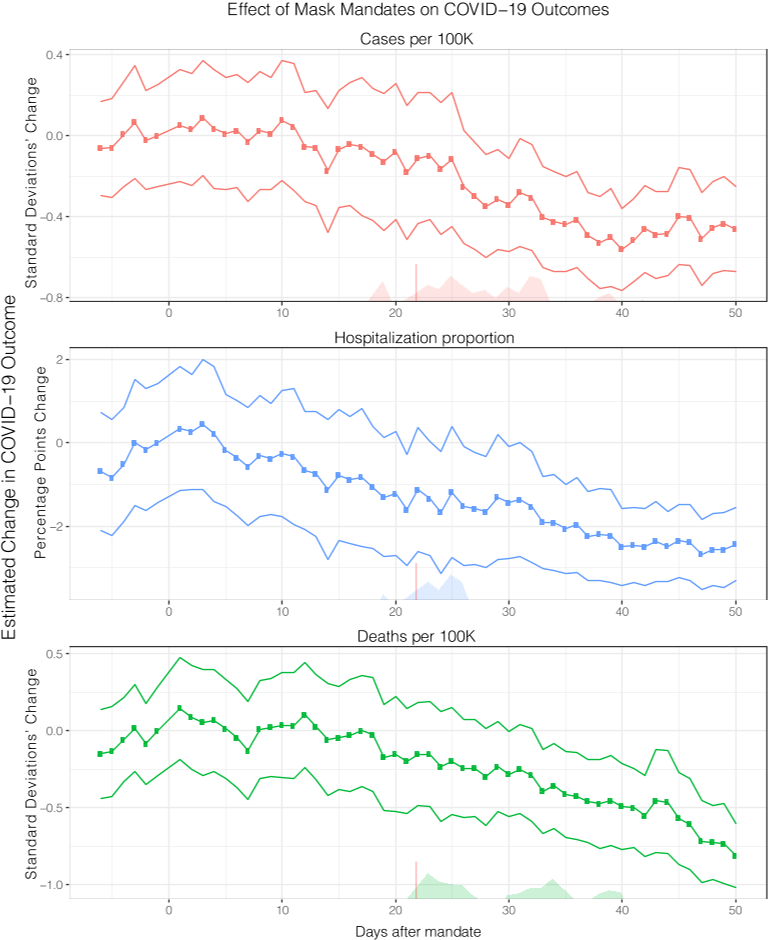 Effect of Mask Mandates on COVID−19 Outcomes
Cases per 100K
0.4
0.0
−0.4
−0.8
Standard Deviations' Change
0 10 20 30 40 50
Hospitalization proportion
2
0
−2
Percentage Points Change
Estimated Change in COVID−19 Outcome
0 10 20 30 40 50
Deaths per 100K
0.5
0.0
−0.5
−1.0
Standard Deviations' Change
0 10 20 30 40 50
Days after mandate